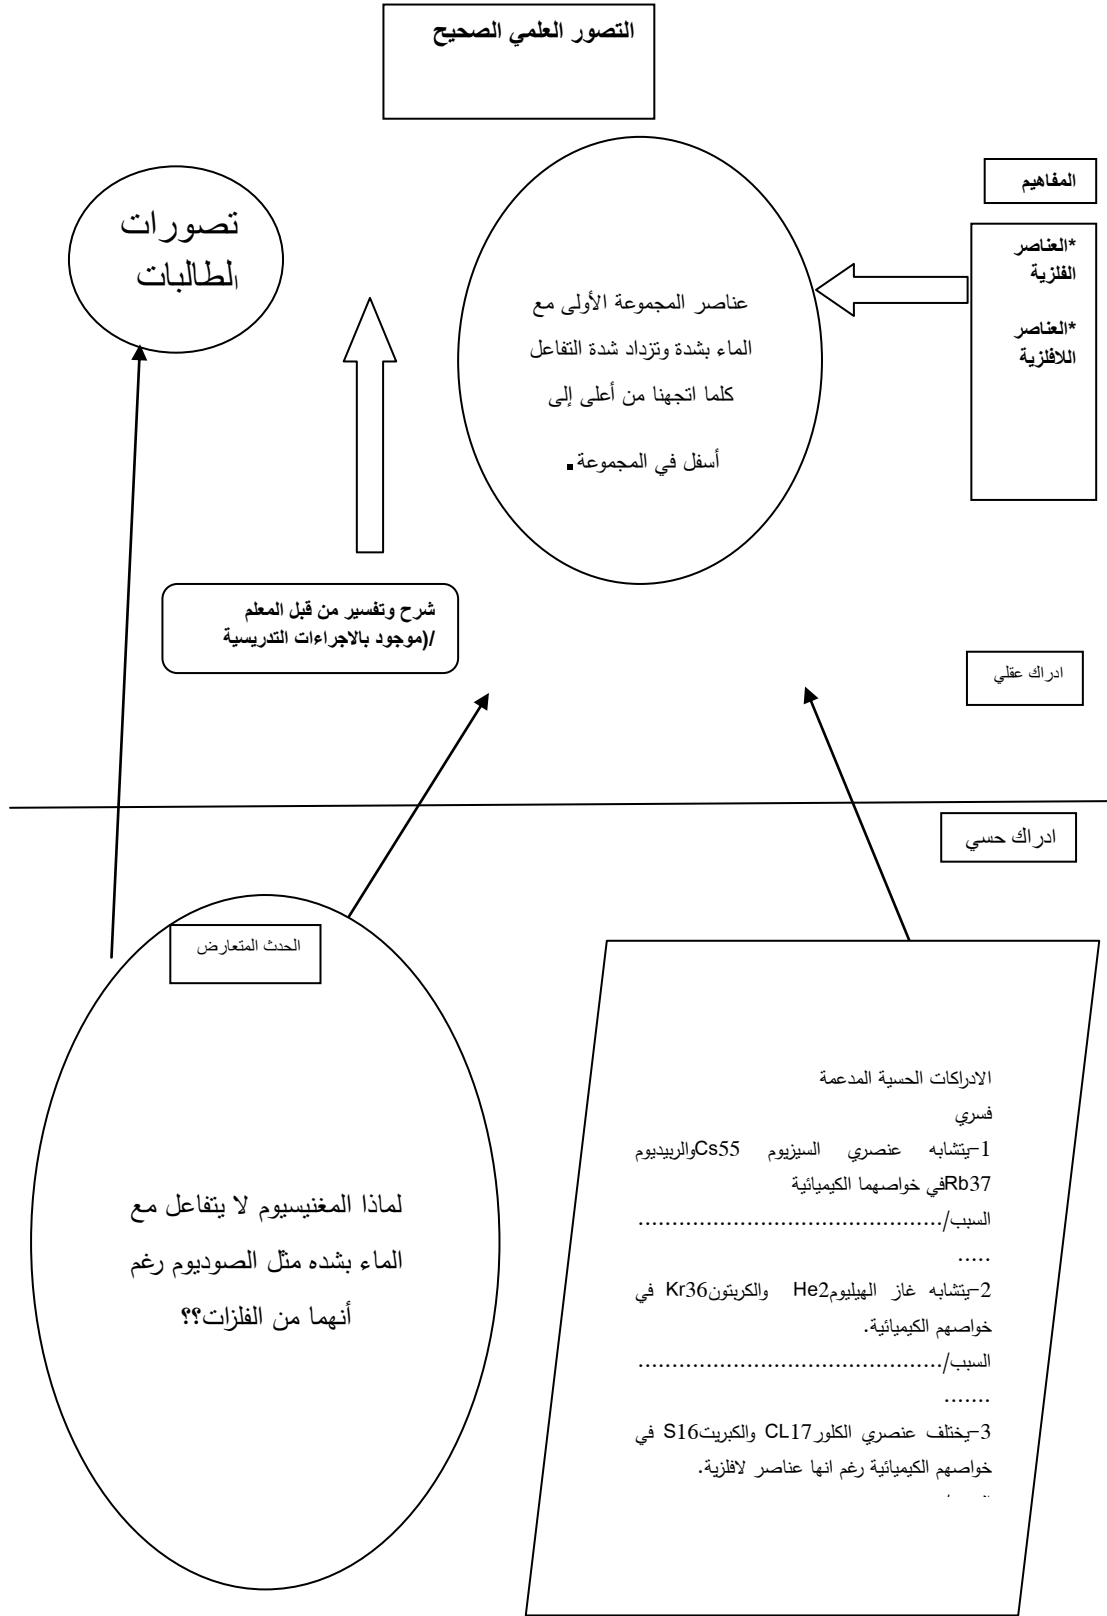 التصور العلمي الصحيح
المفاهيم
*العناصر
الفلزية
*العناصر
اللافلزية
عناصر المجموعة الأولى مع
الماء بشدة وتزداد شدة التفاعل
كلما اتجهنا من أعلى إلى
أسفل في المجموعة.
تصورات
الطالبات
شرح وتفسير من قبل المعلم
/(موجود بالاجراءات التدريسية
ادراك عقلي
ادراك حسي
الحدث المتعارض
لماذا المغنيسيوم لا يتفاعل مع
الماء بشده مثل الصوديوم رغم
أنهما من الفلزات؟؟
الادراكات الحسية المدعمة
فسري
1-يتشابه عنصري السيزيوم Cs55والربيديوم
Rb37في خواصهما الكيميائية
السبب/.............................................
.....
2-يتشابه غاز الهيليومHe2 والكربتونKr36 في
خواصهم الكيميائية.
السبب/.............................................
.......
3-يختلف عنصري الكلورCL17 والكبريتS16 في
خواصهم الكيميائية رغم انها عناصر لافلزية.